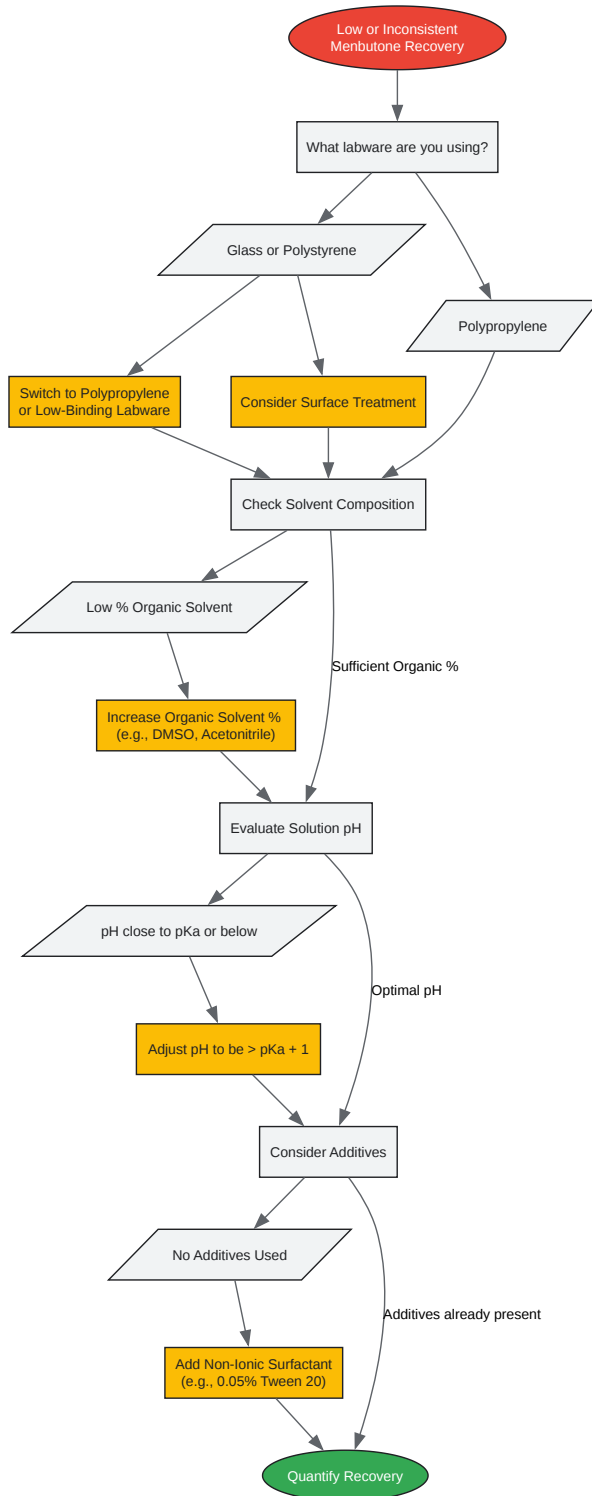 Low or Inconsistent
Menbutone Recovery
What labware are you using?
Glass or Polystyrene
Polypropylene
Switch to Polypropylene
or Low-Binding Labware
Consider Surface Treatment
Check Solvent Composition
Low % Organic Solvent
Sufficient Organic %
Increase Organic Solvent %
(e.g., DMSO, Acetonitrile)
Evaluate Solution pH
pH close to pKa or below
Optimal pH
Adjust pH to be > pKa + 1
Consider Additives
No Additives Used
Additives already present
Add Non-Ionic Surfactant
(e.g., 0.05% Tween 20)
Quantify Recovery